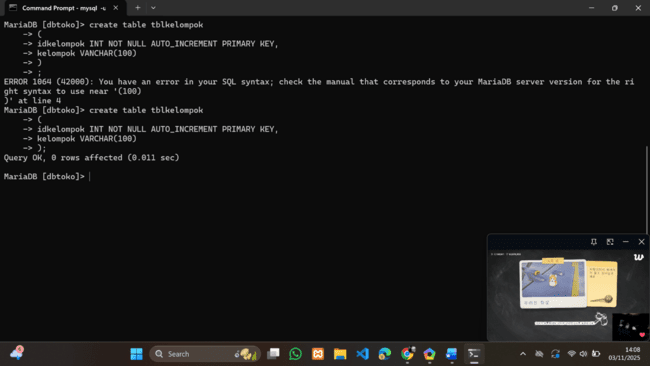 Command Prompt - mysql -u
MariaDB [dbtoko]> create table tblkelompok
-> (
-> idkelompok INT NOT NULL AUTO_INCREMENT PRIMARY KEY,
-> kelompok VANCHAR(100)
-> )
-> ;
ERROR 1064 (42000): You have an error in your SQL syntax; check the manual that corresponds to your MariaDB server version for the ri
ght syntax to use near '(100)
)' at line 4
MariaDB [dbtoko]> create table tblkelompok
-> (
-> idkelompok INT NOT NULL AUTO_INCREMENT PRIMARY KEY,
-> kelompok VARCHAR(100)
-> );
Query OK, 0 rows affected (0.011 sec)
MariaDB [dbtoko]>
Search
14:08
03/11/2025